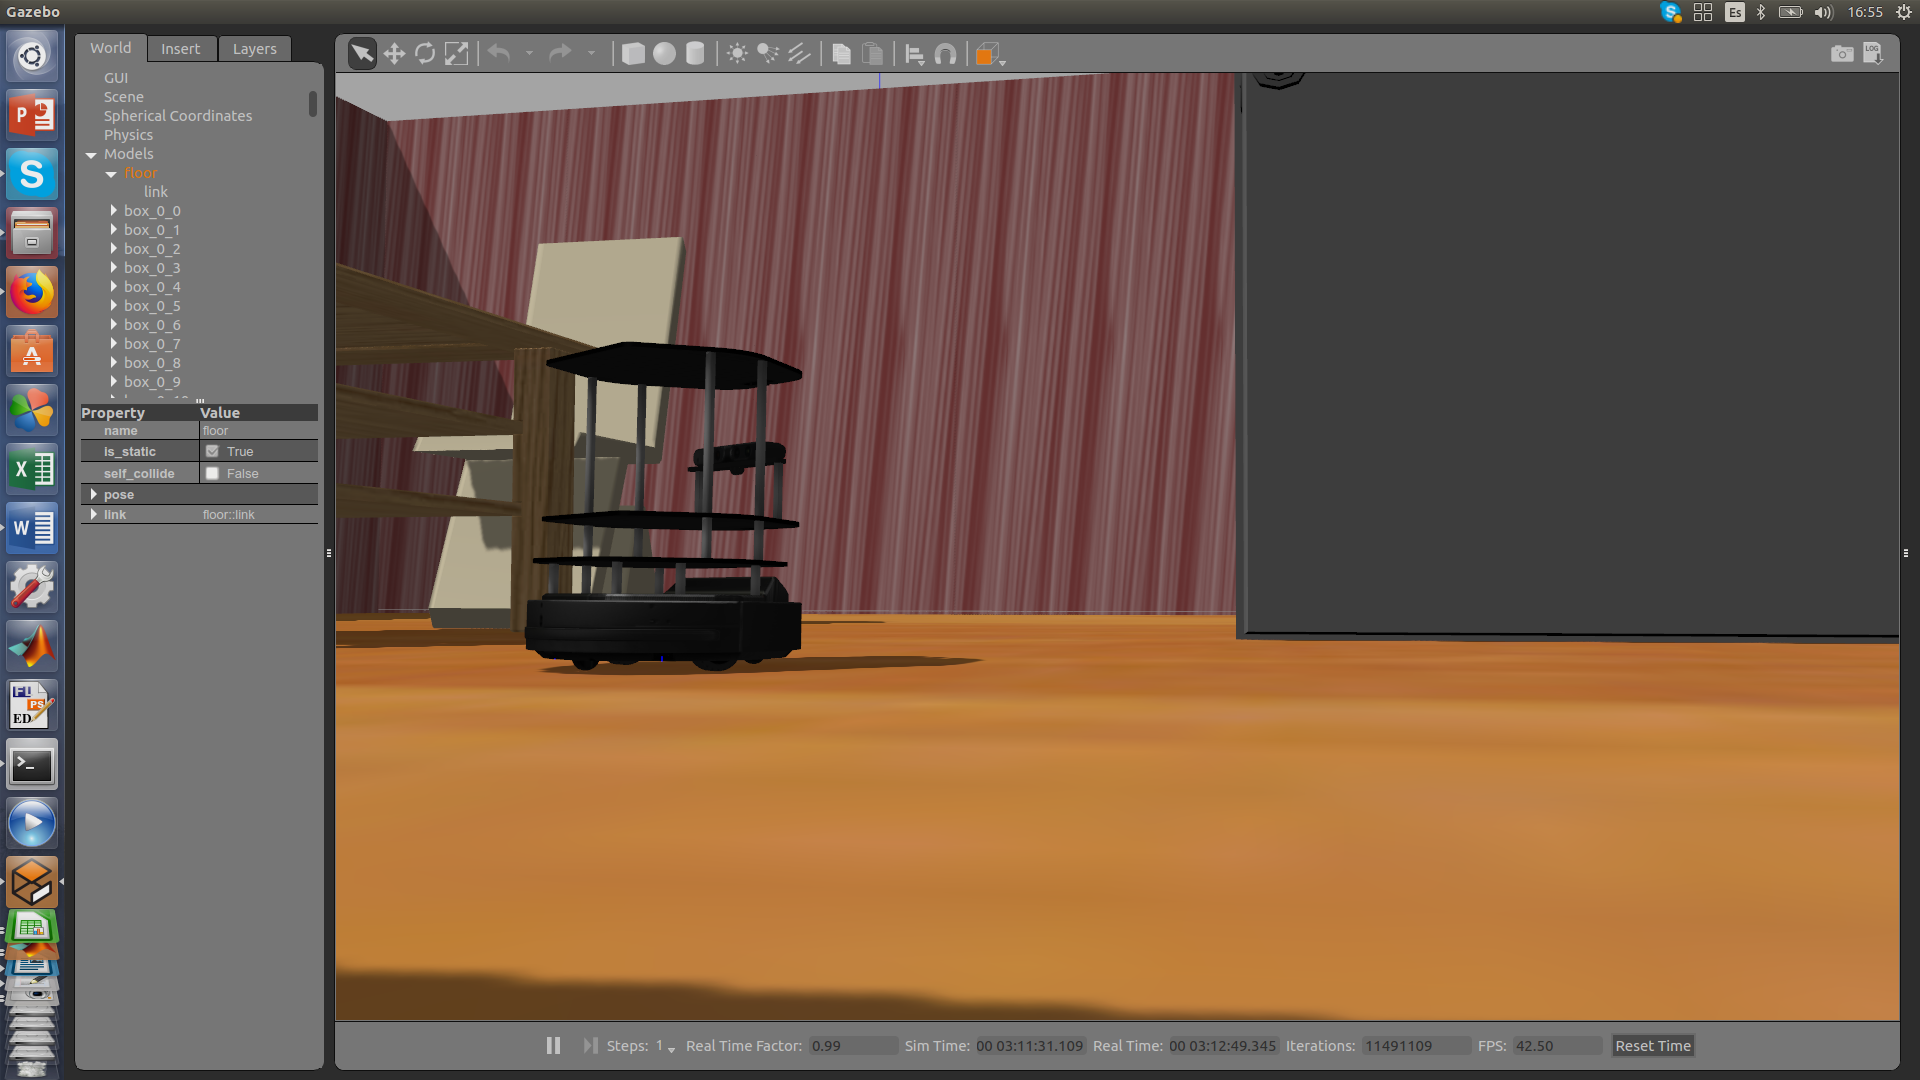 Gazebo
Es
16:55
World
Insert
Layers
LOG
GUI
Scene
Spherical Coordinates
Physics
Models
floor
link
box_0_0
box_0_1
box_0_2
box_0_3
box_0_4
box_0_5
box_0_6
box_0_7
box_0_8
box_0_9
Property Value
name floor
is_static True
self_collide False
pose
link floor::link
Steps: 1 Real Time Factor: 0.99 Sim Time: 00 03:11:31.109 Real Time: 00 03:12:49.345 Iterations: 11491109 FPS: 42.50 Reset Time